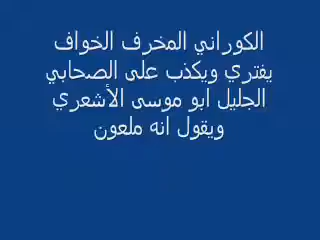 الكوراني المخرف الخواف
يفتري ويكذب على الصحابي
الجليل ابو موسى الأشعري
ويقول انه ملعون